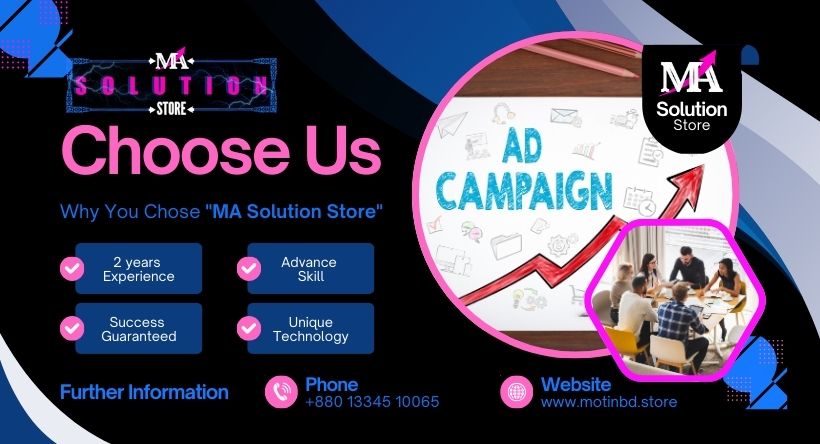 MA
SOLUTION
STORE
Choose Us
Why You Chose "MA Solution Store"
2 years
Experience
Advance
Skill
Success
Guaranteed
Unique
Technology
AD
CAMPAIGN
MA
Solution
Store
Further Information
Phone
+880 13345 10065
Website
www.motinbd.store